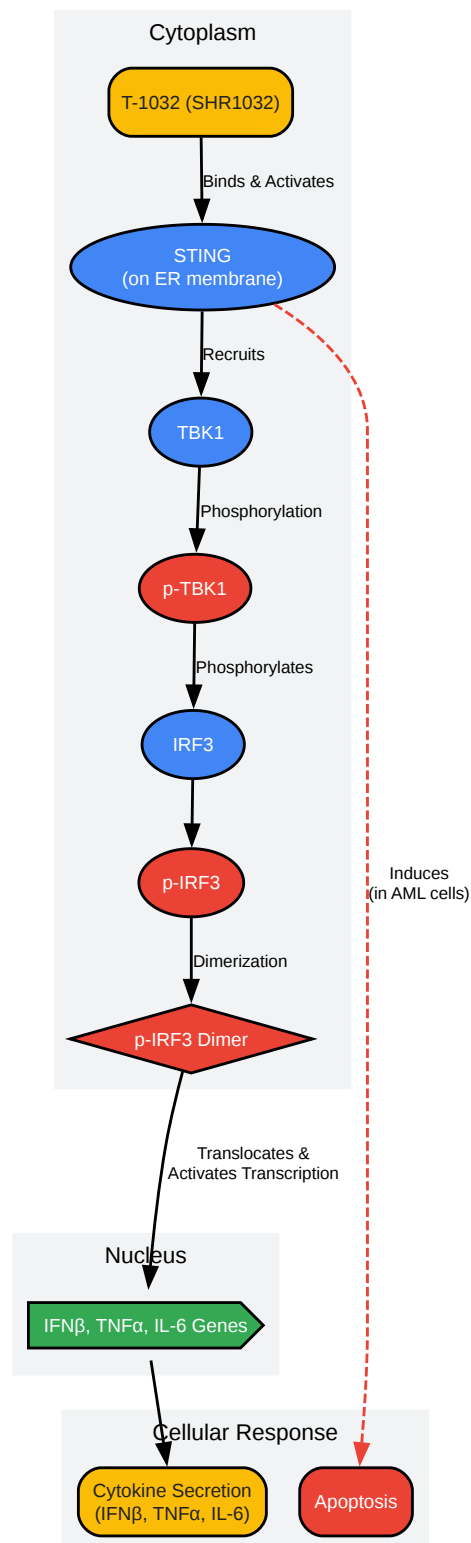 Cytoplasm
T-1032 (SHR1032)
Binds & Activates
STING
(on ER membrane)
Recruits
TBK1
Phosphorylation
p-TBK1
Phosphorylates
IRF3
p-IRF3
Induces
(in AML cells)
Dimerization
p-IRF3 Dimer
Translocates &
Activates Transcription
Nucleus
IFNβ, TNFα, IL-6 Genes
Cellular Response
Cytokine Secretion
(IFNβ, TNFα, IL-6)
Apoptosis